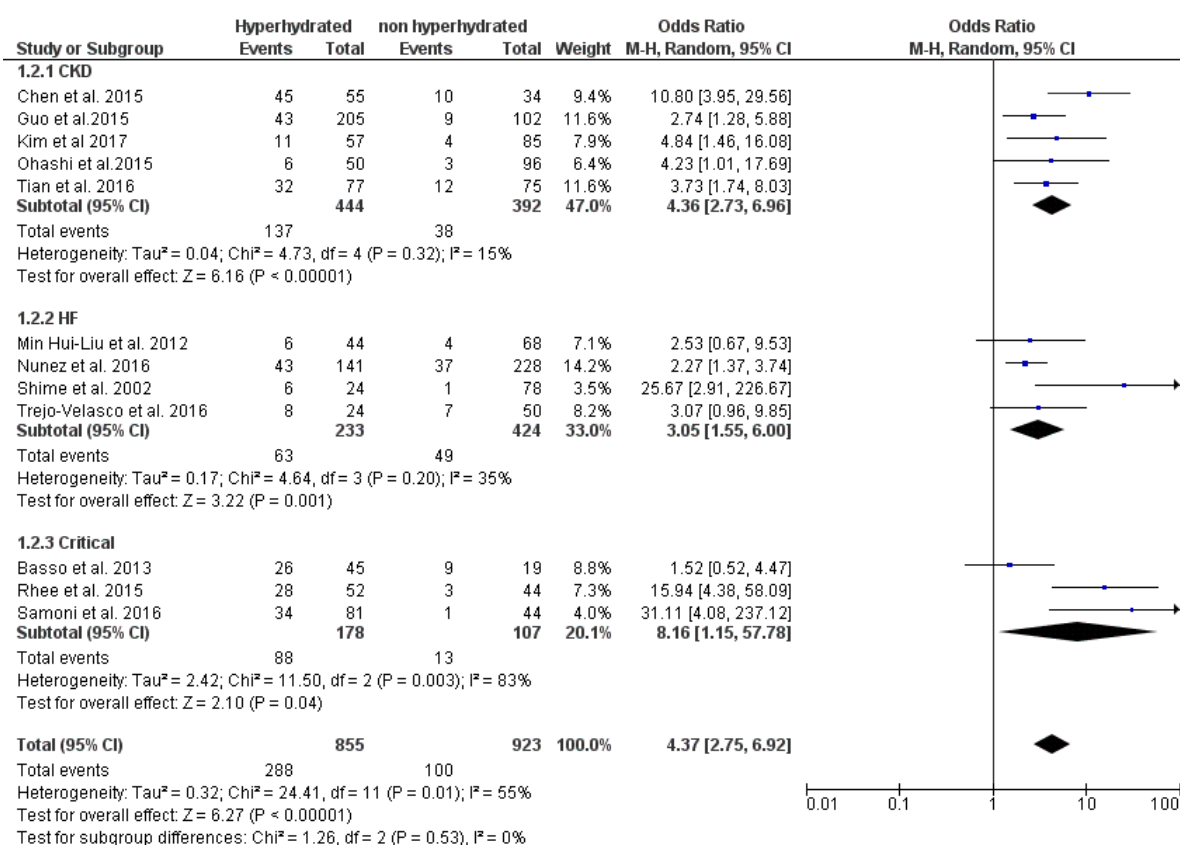 Hyperhydrated non hyperhydrated Odds Ratio Odds Ratio
Study or Subgroup Events Total Events Total Weight M-H, Random, 95% CI M-H, Random, 95% CI
1.2.1 CKD
Chen et al. 2015 45 55 10 34 9.4% 10.80 [3.95, 29.56]
Guo et al.2015 43 205 9 102 11.6% 2.74 [1.28, 5.88]
Kim et al 2017 11 57 4 85 7.9% 4.84 [1.46, 16.08]
Ohashi et al.2015 6 50 3 96 6.4% 4.23 [1.01, 17.69]
Tian et al. 2016 32 77 12 75 11.6% 3.73 [1.74, 8.03]
Subtotal (95% CI) 444 392 47.0% 4.36 [2.73, 6.96]
Total events 137 38
Heterogeneity: Tau² = 0.04; Chi² = 4.73, df = 4 (P = 0.32); I² = 15%
Test for overall effect: Z = 6.16 (P < 0.00001)
1.2.2 HF
Min Hui-Liu et al. 2012 6 44 4 68 7.1% 2.53 [0.67, 9.53]
Nunez et al. 2016 43 141 37 228 14.2% 2.27 [1.37, 3.74]
Shime et al. 2002 6 24 1 78 3.5% 25.67 [2.91, 226.67]
Trejo-Velasco et al. 2016 8 24 7 50 8.2% 3.07 [0.96, 9.85]
Subtotal (95% CI) 233 424 33.0% 3.05 [1.55, 6.00]
Total events 63 49
Heterogeneity: Tau² = 0.17; Chi² = 4.64, df = 3 (P = 0.20); I² = 35%
Test for overall effect: Z = 3.22 (P = 0.001)
1.2.3 Critical
Basso et al. 2013 26 45 9 19 8.8% 1.52 [0.52, 4.47]
Rhee et al. 2015 28 52 3 44 7.3% 15.94 [4.38, 58.09]
Samoni et al. 2016 34 81 1 44 4.0% 31.11 [4.08, 237.12]
Subtotal (95% CI) 178 107 20.1% 8.16 [1.15, 57.78]
Total events 88 13
Heterogeneity: Tau² = 2.42; Chi² = 11.50, df = 2 (P = 0.003); I² = 83%
Test for overall effect: Z = 2.10 (P = 0.04)
Total (95% CI) 855 923 100.0% 4.37 [2.75, 6.92]
Total events 288 100
Heterogeneity: Tau² = 0.32; Chi² = 24.41, df = 11 (P = 0.01); I² = 55%
Test for overall effect: Z = 6.27 (P < 0.00001)
Test for subgroup differences: Chi² = 1.26, df = 2 (P = 0.53), I² = 0%
0.01 0.1 1 10 100